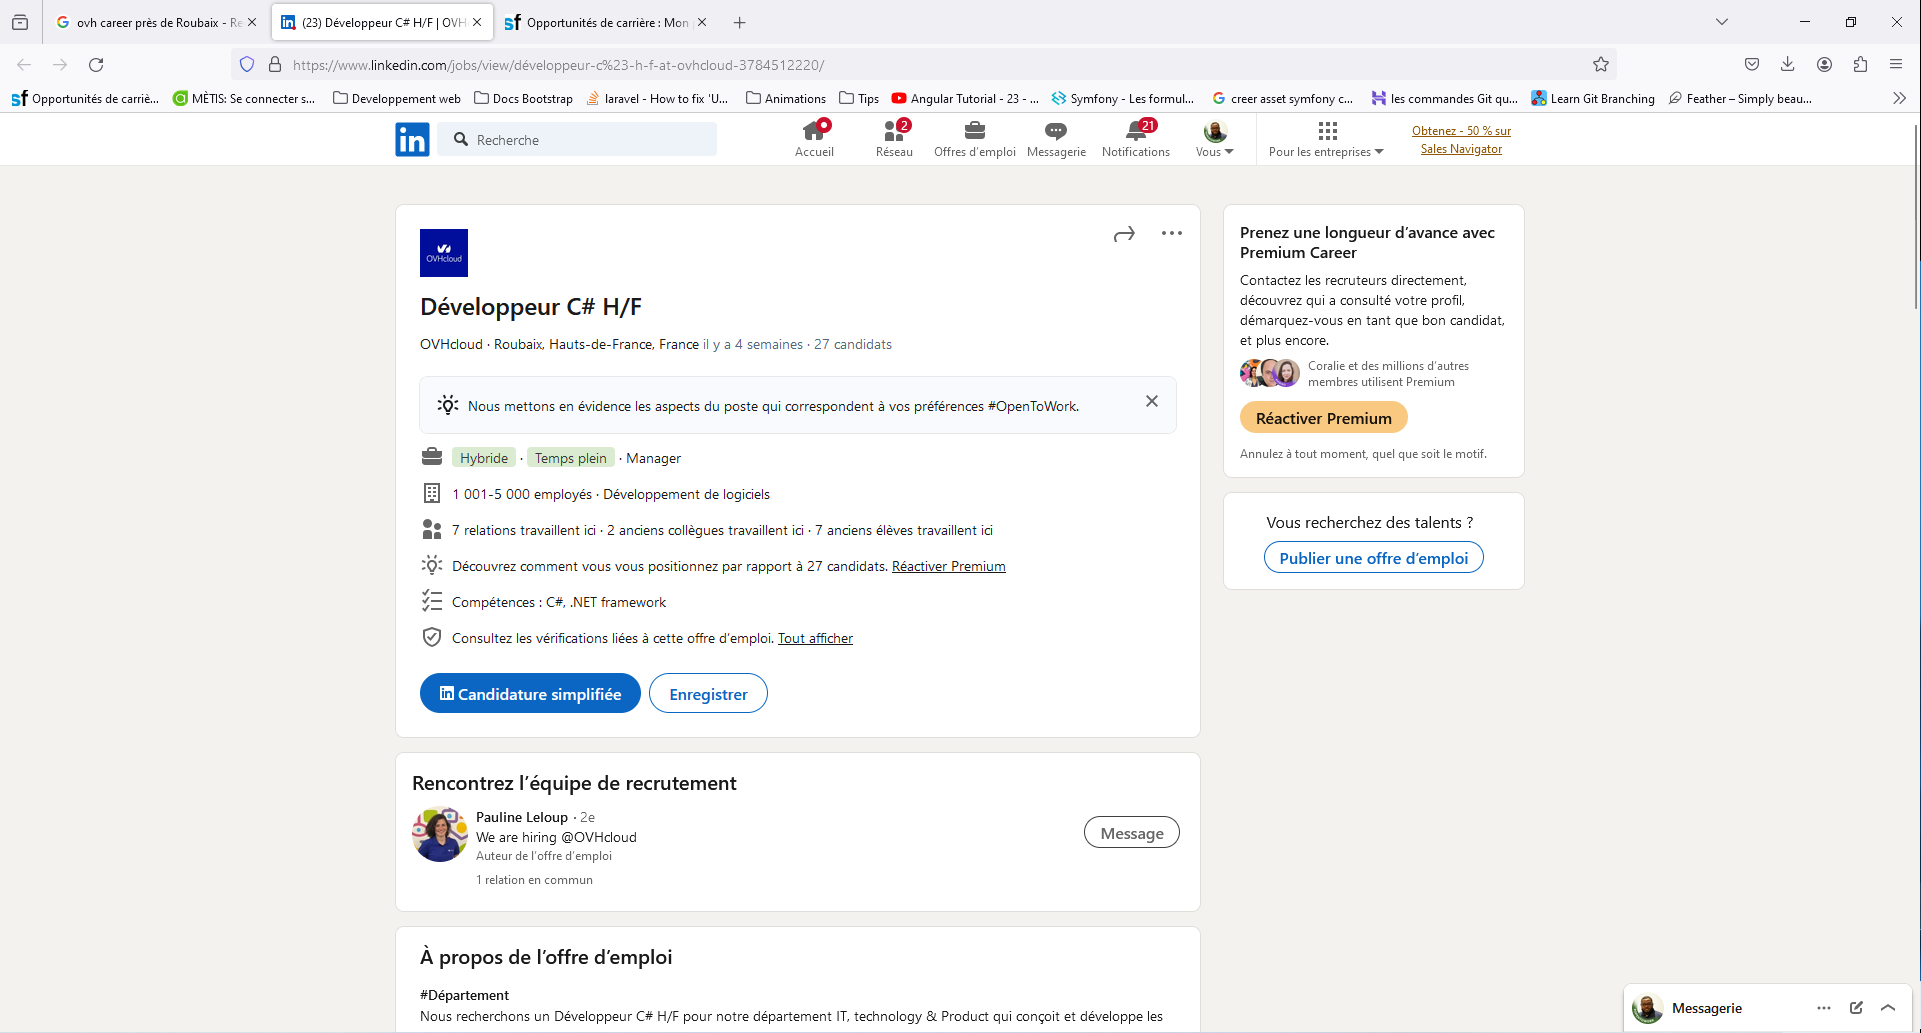 ovh career près de Roubaix - Re
(23) Développeur C# H/F | OVH
Opportunités de carrière : Mon
https://www.linkedin.com/jobs/view/développeur-c%23-h-f-at-ovhcloud-3784512220/
Opportunités de carriè...
MÈTIS: Se connecter s...
Developpement web
Docs Bootstrap
laravel - How to fix 'U...
Animations
Tips
Angular Tutorial - 23 - ...
Symfony - Les formul...
creer asset symfony c...
les commandes Git qu...
Learn Git Branching
Feather – Simply beau...
in
Recherche
Accueil
2
Réseau
Offres d’emploi
Messagerie
21
Notifications
Vous
Pour les entreprises
Obtenez - 50 % sur
Sales Navigator
OVHcloud
Développeur C# H/F
OVHcloud · Roubaix, Hauts-de-France, France il y a 4 semaines · 27 candidats
Nous mettons en évidence les aspects du poste qui correspondent à vos préférences #OpenToWork.
Hybride · Temps plein · Manager
1 001-5 000 employés · Développement de logiciels
7 relations travaillent ici · 2 anciens collègues travaillent ici · 7 anciens élèves travaillent ici
Découvrez comment vous vous positionnez par rapport à 27 candidats. Réactiver Premium
Compétences : C#, .NET framework
Consultez les vérifications liées à cette offre d’emploi. Tout afficher
Candidature simplifiée
Enregistrer
Rencontrez l’équipe de recrutement
Pauline Leloup · 2e
We are hiring @OVHcloud
Auteur de l’offre d’emploi
1 relation en commun
Message
À propos de l’offre d’emploi
#Département
Nous recherchons un Développeur C# H/F pour notre département IT, technology & Product qui conçoit et développe les
Prenez une longueur d’avance avec
Premium Career
Contactez les recruteurs directement,
découvrez qui a consulté votre profil,
démarquez-vous en tant que bon candidat,
et plus encore.
Coralie et des millions d’autres
membres utilisent Premium
Réactiver Premium
Annulez à tout moment, quel que soit le motif.
Vous recherchez des talents ?
Publier une offre d’emploi
Messagerie